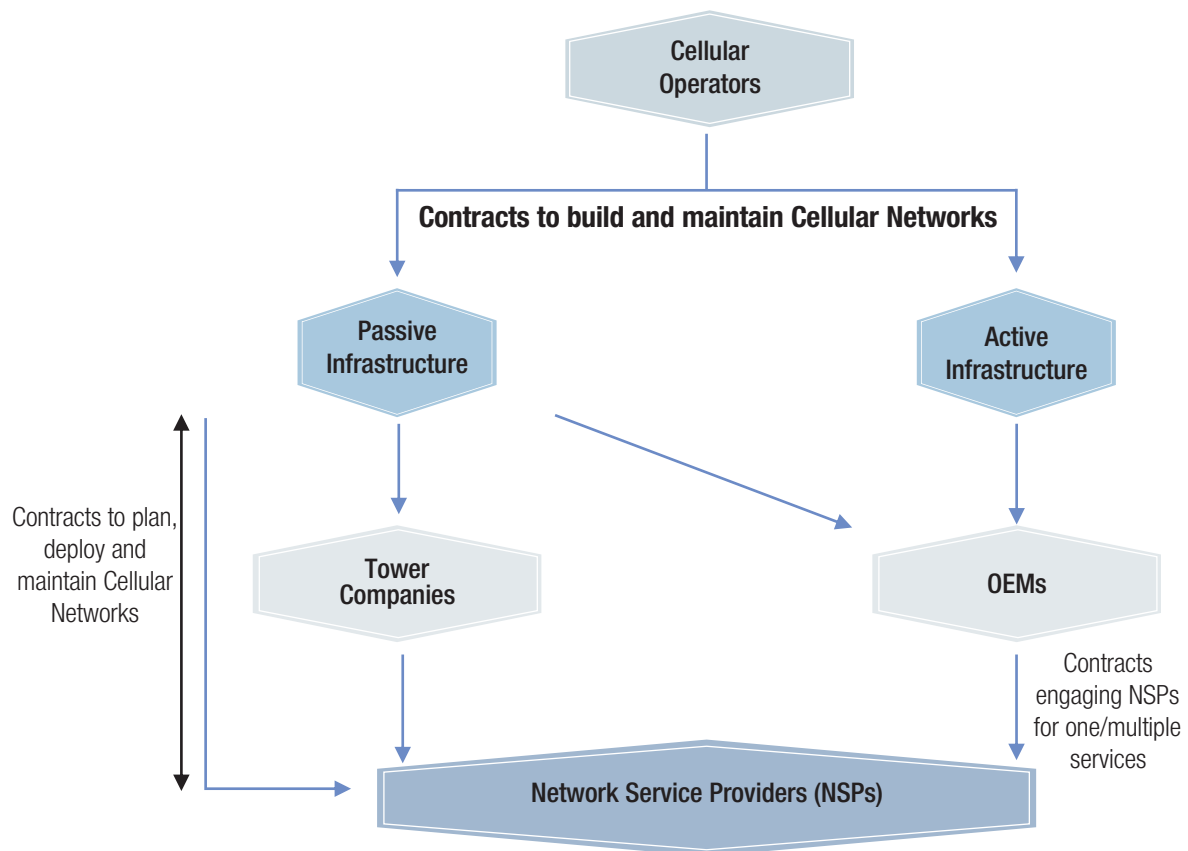 Cellular
Operators
Contracts to build and maintain Cellular Networks
Passive
Infrastructure
Active
Infrastructure
Contracts to plan,
deploy and
maintain Cellular
Networks
Tower
Companies
OEMs
Contracts
engaging NSPs
for one/multiple
services
Network Service Providers (NSPs)